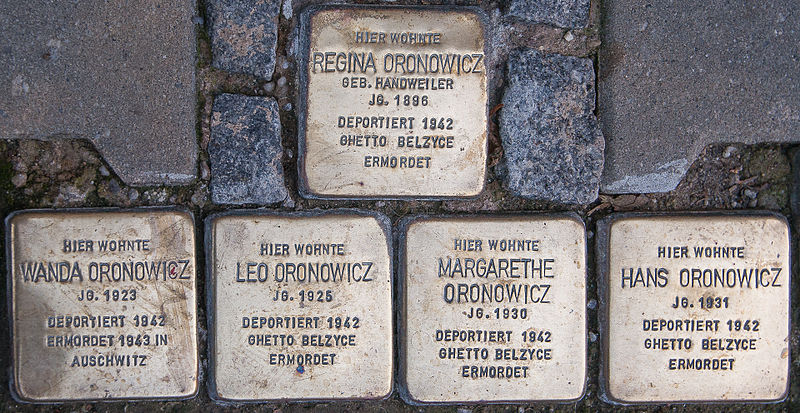 HIER WOHNTE
REGINA ORONOWICZ
GEB. HANDWEILER
JG. 1896
DEPORTIERT 1942
GHETTO BELZYCE
ERMORDET
HIER WOHNTE
WANDA ORONOWICZ
JG. 1923
DEPORTIERT 1942
ERMORDET 1943 IN
AUSCHWITZ
HIER WOHNTE
LEO ORONOWICZ
JG. 1925
DEPORTIERT 1942
GHETTO BELZYCE
ERMORDET
HIER WOHNTE
MARGARETHE
ORONOWICZ
JG. 1930
DEPORTIERT 1942
GHETTO BELZYCE
ERMORDET
HIER WOHNTE
HANS ORONOWICZ
JG. 1931
DEPORTIERT 1942
GHETTO BELZYCE
ERMORDET